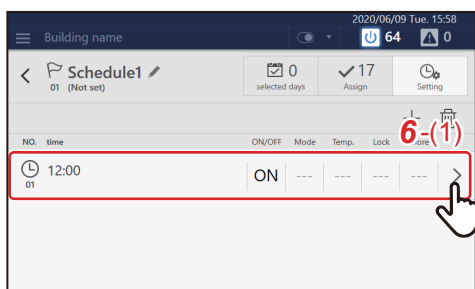 2020/06/09 Tue. 15:58
Building name
64
0
Schedule1
01 (Not set)
0
selected days
17
Assign
Setting
6-(1)
NO. time ON/OFF Mode Temp. Lock
12:00
01
ON --- --- --- ---